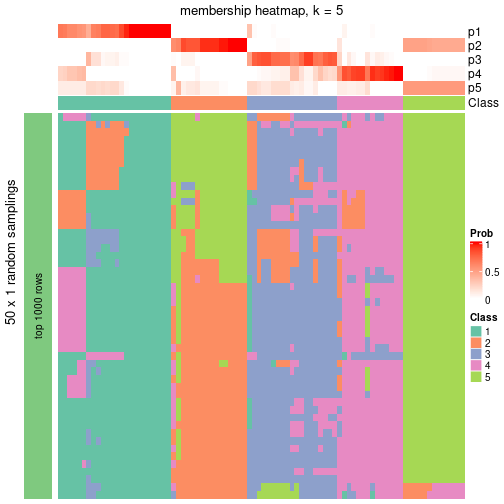 membership heatmap, k = 5
p1
p2
p3
p4
p5
Class
50 x 1 random samplings
top 1000 rows
Prob
1
0.5
0
Class
1
2
3
4
5